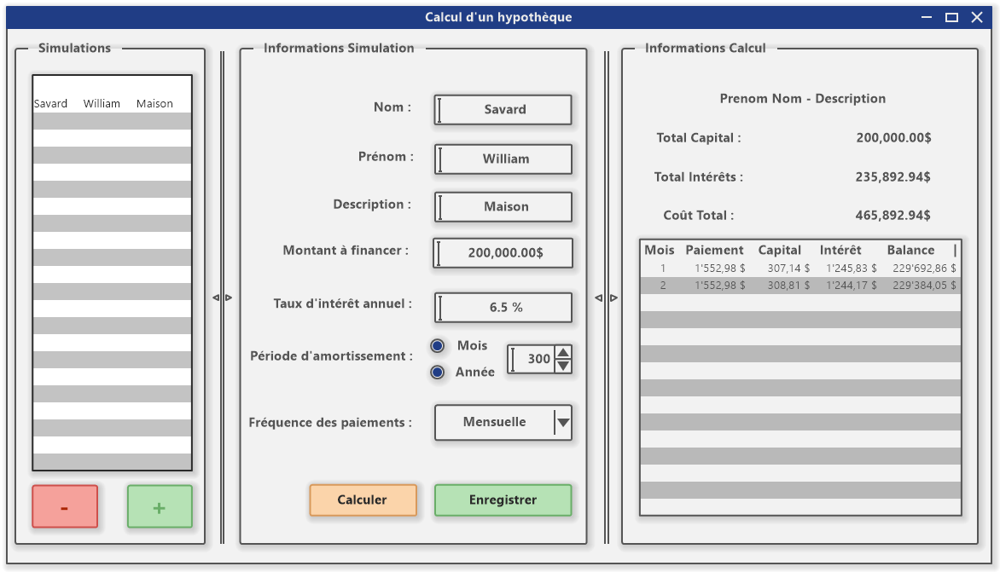 Calcul d'un hypothèque
Simulations
Savard William Maison
-
+
Informations Simulation
Nom : Savard
Prénom : William
Description : Maison
Montant à financer : 200,000.00$
Taux d'intérêt annuel : 6.5 %
Période d'amortissement : Mois 300
Année
Fréquence des paiements : Mensuelle
Calculer Enregistrer
Informations Calcul
Prenom Nom - Description
Total Capital : 200,000.00$
Total Intérêts : 235,892.94$
Coût Total : 465,892.94$
Mois Paiement Capital Intérêt Balance
1 1'552,98 $ 307,14 $ 1'245,83 $ 229'692,86 $
2 1'552,98 $ 308,81 $ 1'244,17 $ 229'384,05 $